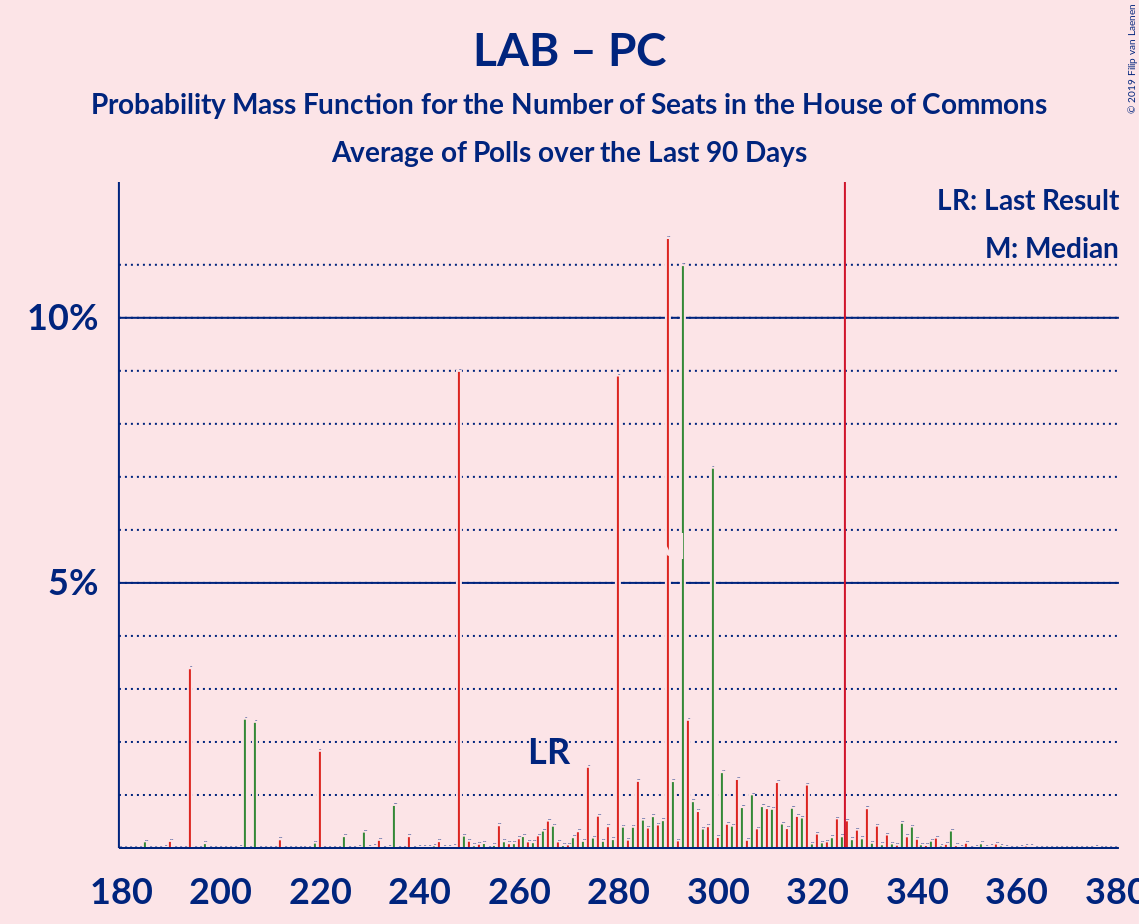 LAB – PC
Probability Mass Function for the Number of Seats in the House of Commons
Average of Polls over the Last 90 Days
© 2019 Filip van Laenen
LR: Last Result
M: Median
10%
5%
LR
180 200 220 240 260 280 300 320 340 360 380